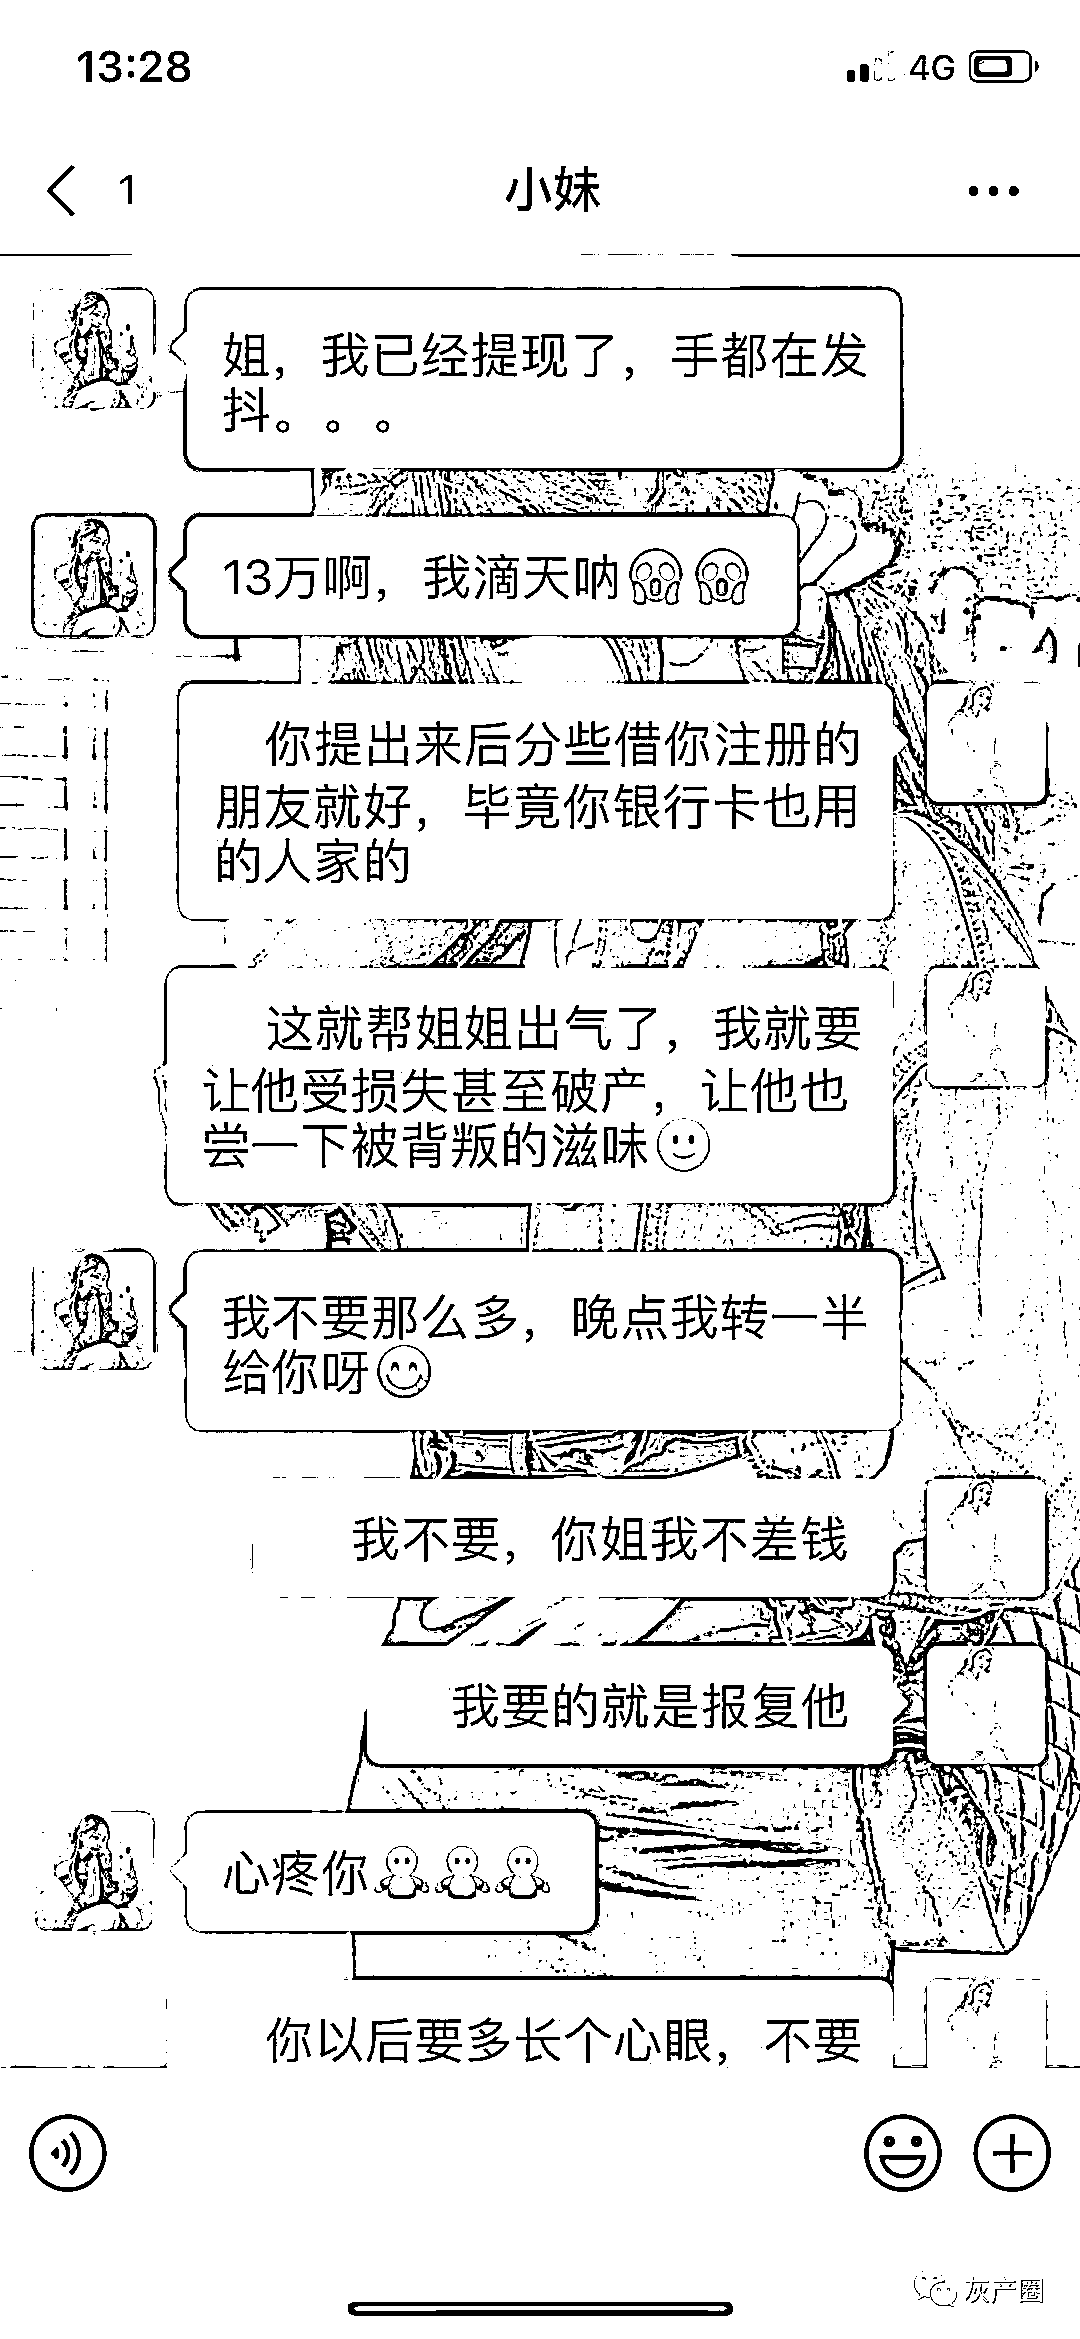 13:28
4G
1
小妹
姐，我已经提现了，手都在发
抖。。。
13万啊，我滴天呐😱😱
你提出来后分些借你注册的
朋友就好，毕竟你银行卡也用
的人家的
这就帮姐姐出气了，我就要
让他受损失甚至破产，让他也
尝一下被背叛的滋味🙂
我不要那么多，晚点我转一半
给你呀😋
我不要，你姐我不差钱
我要的就是报复他
心疼你
你以后要多长个心眼，不要
灰产圈